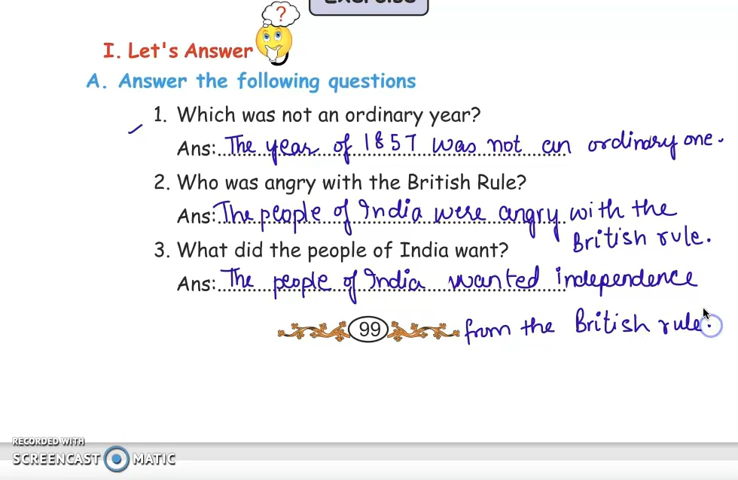 Exercise
?
I. Let's Answer
A. Answer the following questions
1. Which was not an ordinary year?
Ans: The year of 1857 was not an ordinary one.
2. Who was angry with the British Rule?
Ans: The people of India were angry with the
British rule.
3. What did the people of India want?
Ans: The people of India wanted independence
99 from the British rule.
RECORDED WITH
SCREENCAST MATIC